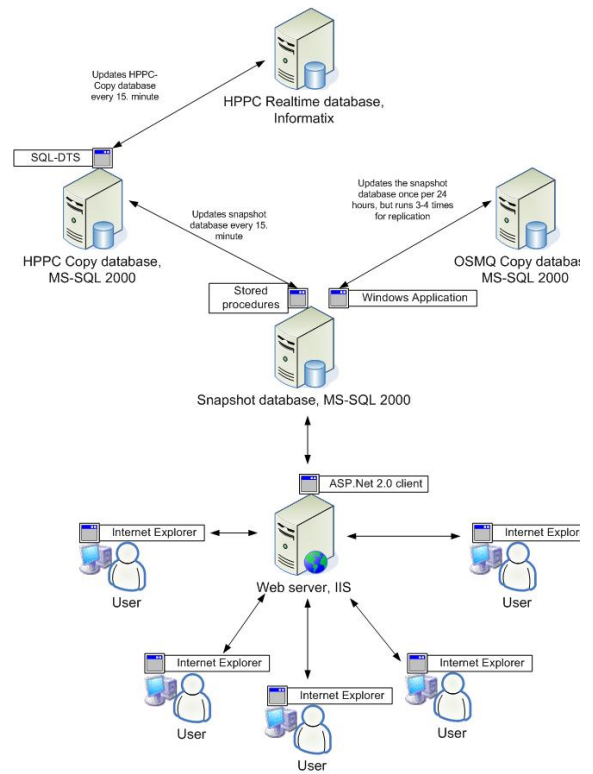 Updates HPPC-
Copy database
every 15. minute
HPPC Realtime database,
Informatix
SQL-DTS
HPPC Copy database,
MS-SQL 2000
Updates snapshot
database every 15.
minute
Updates the snapshot
database once per 24
hours, but runs 3-4 times
for replication
OSMQ Copy databas
MS-SQL 2000
Stored
procedures
Windows Application
Snapshot database, MS-SQL 2000
ASP.Net 2.0 client
Web server, IIS
Internet Explorer
User
Internet Explor
User
Internet Explorer
User
Internet Explorer
User
Internet Explorer
User